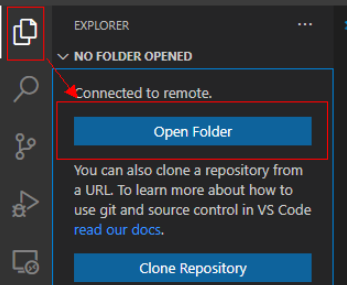 EXPLORER
NO FOLDER OPENED
Connected to remote.
Open Folder
You can also clone a repository from
a URL. To learn more about how to
use git and source control in VS Code
read our docs.
Clone Repository